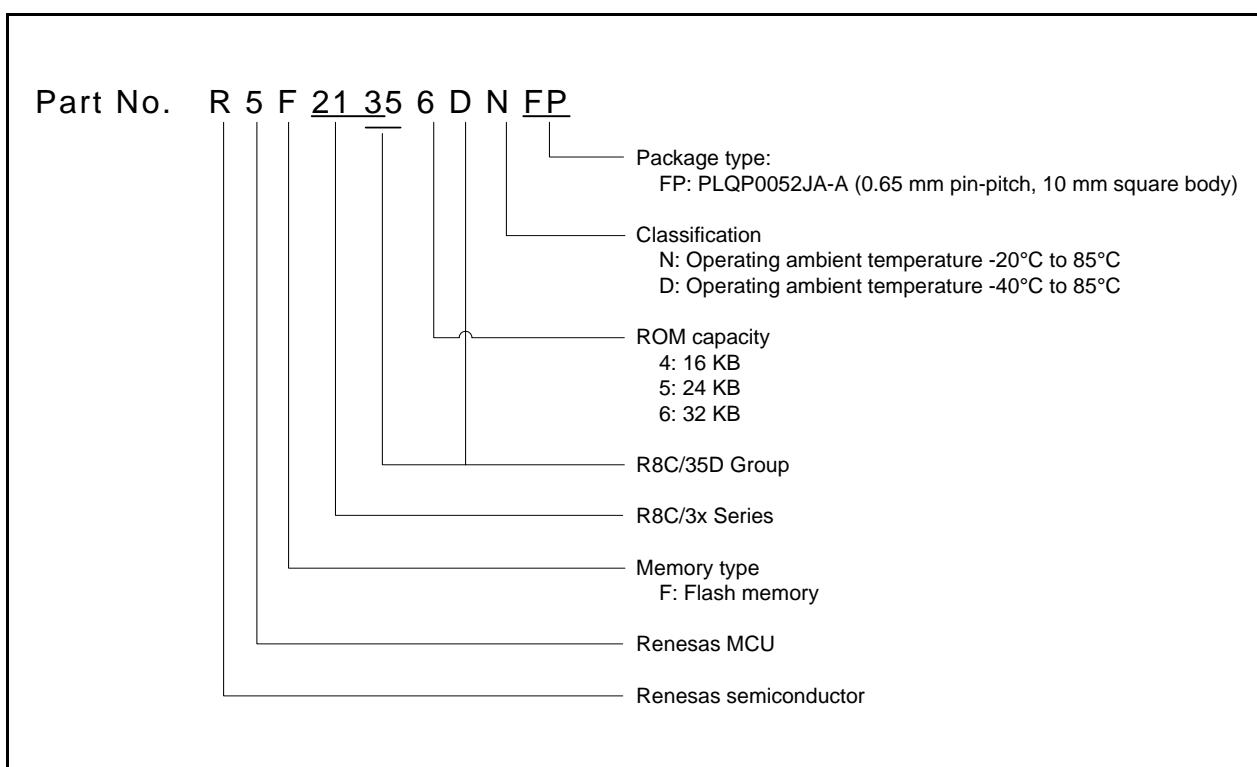 Part No. R 5 F 21 35 6 D N FP
Package type:
FP: PLQP0052JA-A (0.65 mm pin-pitch, 10 mm square body)
Classification
N: Operating ambient temperature -20°C to 85°C
D: Operating ambient temperature -40°C to 85°C
ROM capacity
4: 16 KB
5: 24 KB
6: 32 KB
R8C/35D Group
R8C/3x Series
Memory type
F: Flash memory
Renesas MCU
Renesas semiconductor